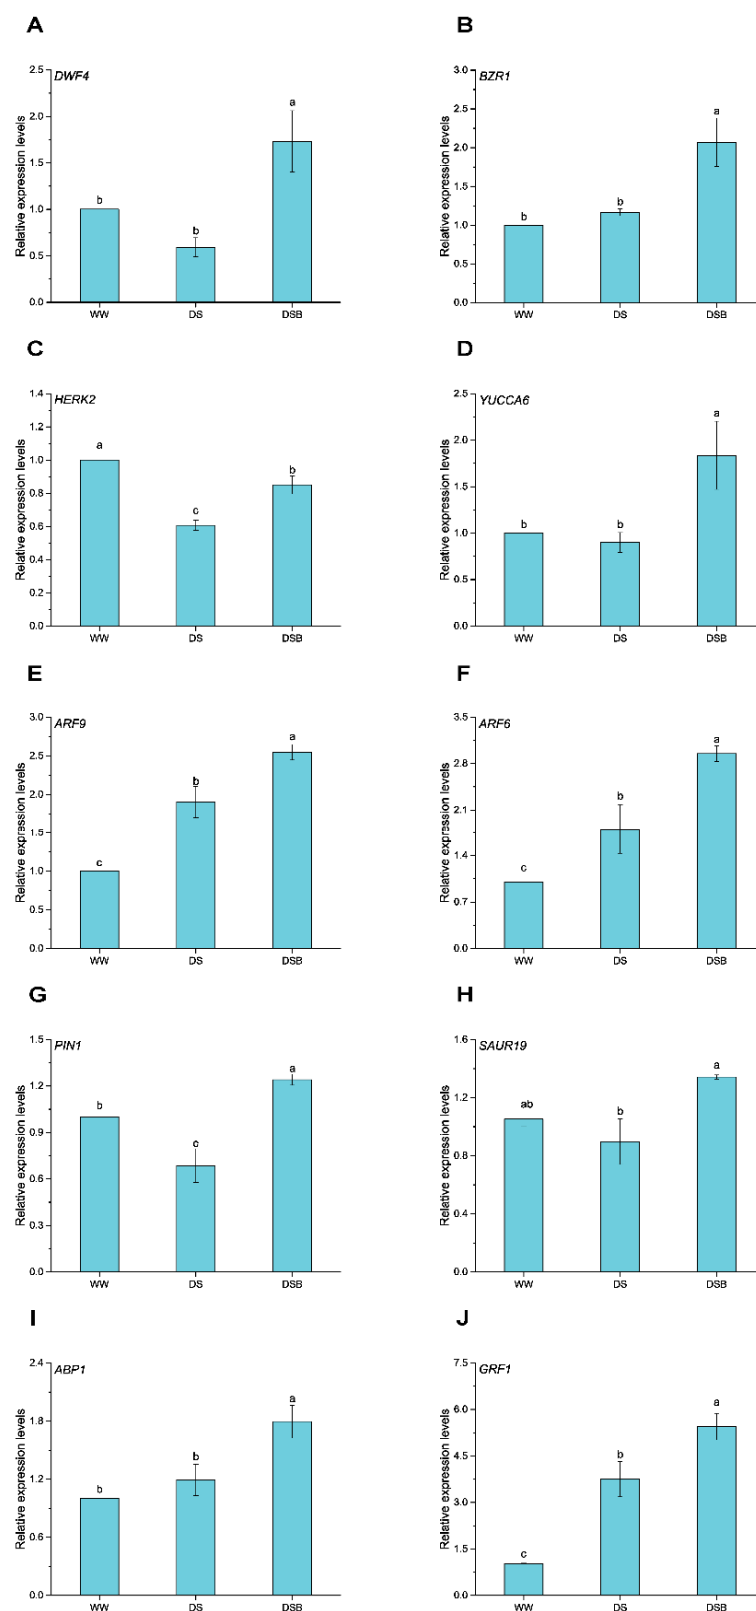 A
DWF4
Relative expression levels
2.5
2.0
1.5
1.0
0.5
0.0
b
b
a
WW DS DSB
B
BZR1
Relative expression levels
3.0
2.5
2.0
1.5
1.0
0.5
0.0
b
b
a
WW DS DSB
C
HERK2
Relative expression levels
1.4
1.2
1.0
0.8
0.6
0.4
0.2
0.0
a
c
b
WW DS DSB
D
YUCCA6
Relative expression levels
2.5
2.0
1.5
1.0
0.5
0.0
b
b
a
WW DS DSB
E
ARF9
Relative expression levels
3.0
2.5
2.0
1.5
1.0
0.5
0.0
c
b
a
WW DS DSB
F
ARF6
Relative expression levels
3.5
2.8
2.1
1.4
0.7
0.0
c
b
a
WW DS DSB
G
PIN1
Relative expression levels
1.5
1.2
0.9
0.6
0.3
0.0
b
c
a
WW DS DSB
H
SAUR19
Relative expression levels
1.6
1.2
0.8
0.4
0.0
ab
b
a
WW DS DSB
I
ABP1
Relative expression levels
2.4
1.8
1.2
0.6
0.0
b
b
a
WW DS DSB
J
GRF1
Relative expression levels
7.5
6.0
4.5
3.0
1.5
0.0
c
b
a
WW DS DSB